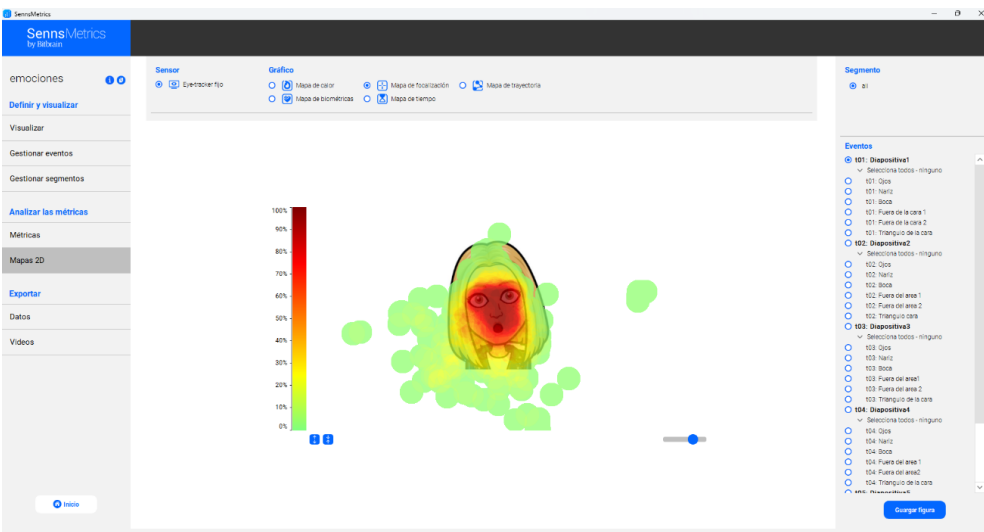 SennsMetrics
SennsMetrics
by Bitbrain
emociones
Definir y visualizar
Visualizar
Gestionar eventos
Gestionar segmentos
Analizar las métricas
Métricas
Mapas 2D
Exportar
Datos
Videos
Inicio
Sensor
Eye-tracker fijo
Gráfico
Mapa de calor
Mapa de focalización
Mapa de trayectoria
Mapa de biométricas
Mapa de tiempo
100%
90%
80%
70%
60%
50%
40%
30%
20%
10%
0%
Segmento
all
Eventos
t01: Diapositiva1
Selecciona todos - ninguno
t01: Ojos
t01: Nariz
t01: Boca
t01: Fuera de la cara 1
t01: Fuera de la cara 2
t01: Triangulo de la cara
t02: Diapositiva2
Selecciona todos - ninguno
t02: Ojos
t02: Nariz
t02: Boca
t02: Fuera del area 1
t02: Fuera del area 2
t02: Triangulo cara
t03: Diapositiva3
Selecciona todos - ninguno
t03: Ojos
t03: Nariz
t03: Boca
t03: Fuera del area1
t03: Fuera del area 2
t03: Triangulo de la cara
t04: Diapositiva4
Selecciona todos - ninguno
t04: Ojos
t04: Nariz
t04: Boca
t04: Fuera del area 1
t04: Fuera del area2
t04: Triangulo de la cara
t05: Diapositiva5
Guargar figura